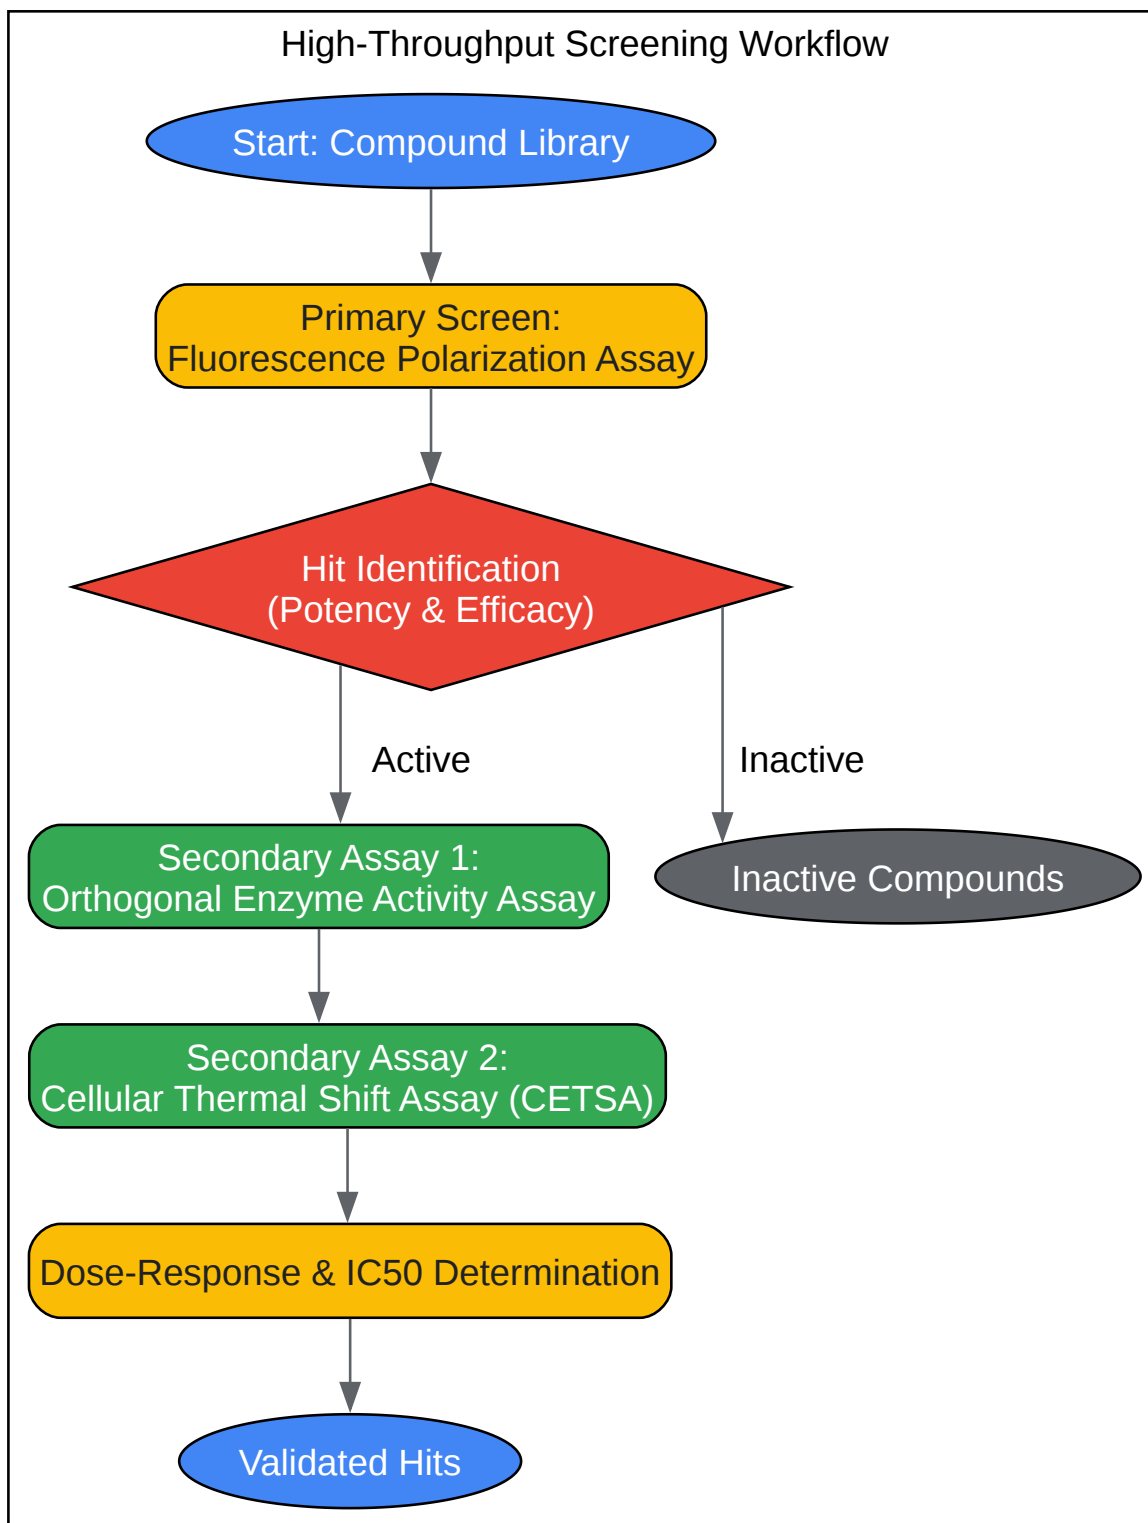 High-Throughput Screening Workflow
Start: Compound Library
Primary Screen:
Fluorescence Polarization Assay
Hit Identification
(Potency & Efficacy)
Active
Inactive
Secondary Assay 1:
Orthogonal Enzyme Activity Assay
Inactive Compounds
Secondary Assay 2:
Cellular Thermal Shift Assay (CETSA)
Dose-Response & IC50 Determination
Validated Hits